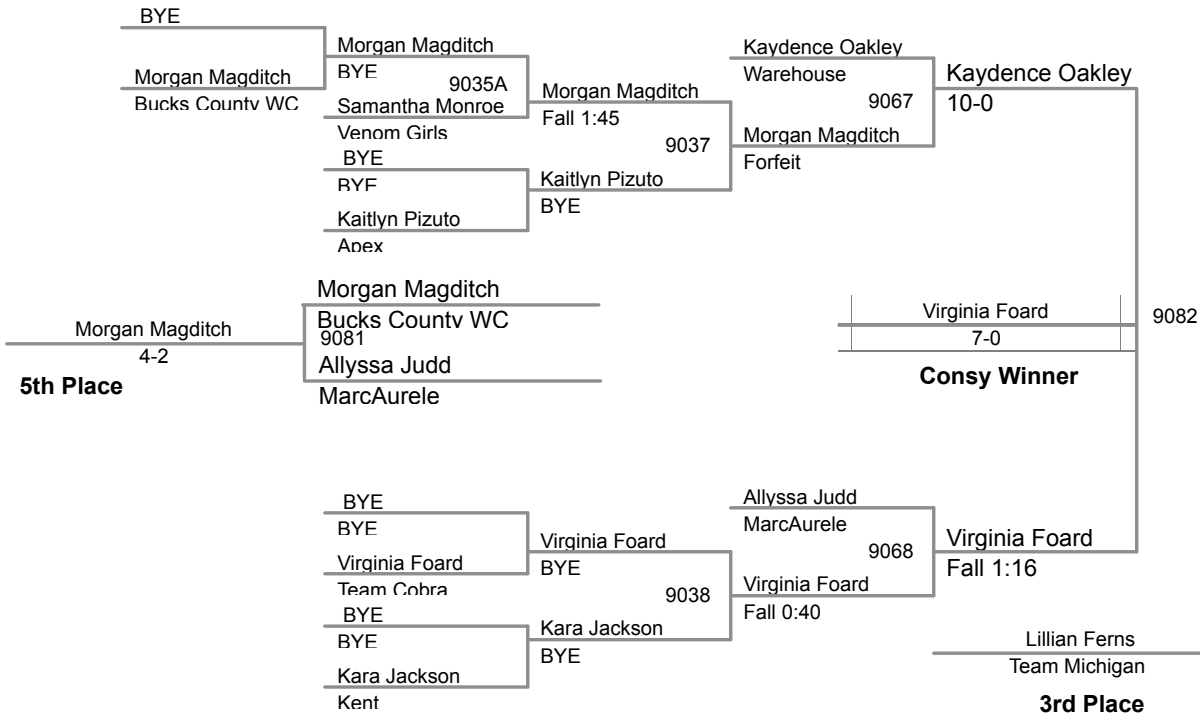 BYE
Morgan Magditch
Bucks County WC
Morgan Magditch
BYE
9035A
Samantha Monroe
Venom Girls
BYE
BYE
Kaitlyn Pizuto
Apex
Morgan Magditch
Fall 1:45
9037
Kaitlyn Pizuto
BYE
Kaydence Oakley
Warehouse
9067
Morgan Magditch
Forfeit
Kaydence Oakley
10-0
Morgan Magditch
4-2
5th Place
Morgan Magditch
Bucks County WC
9081
Allyssa Judd
MarcAurele
Virginia Foard
7-0
9082
Consy Winner
BYE
BYE
Virginia Foard
Team Cobra
BYE
BYE
Kara Jackson
Kent
Virginia Foard
BYE
9038
Kara Jackson
BYE
Allyssa Judd
MarcAurele
9068
Virginia Foard
Fall 0:40
Virginia Foard
Fall 1:16
Lillian Ferns
Team Michigan
3rd Place